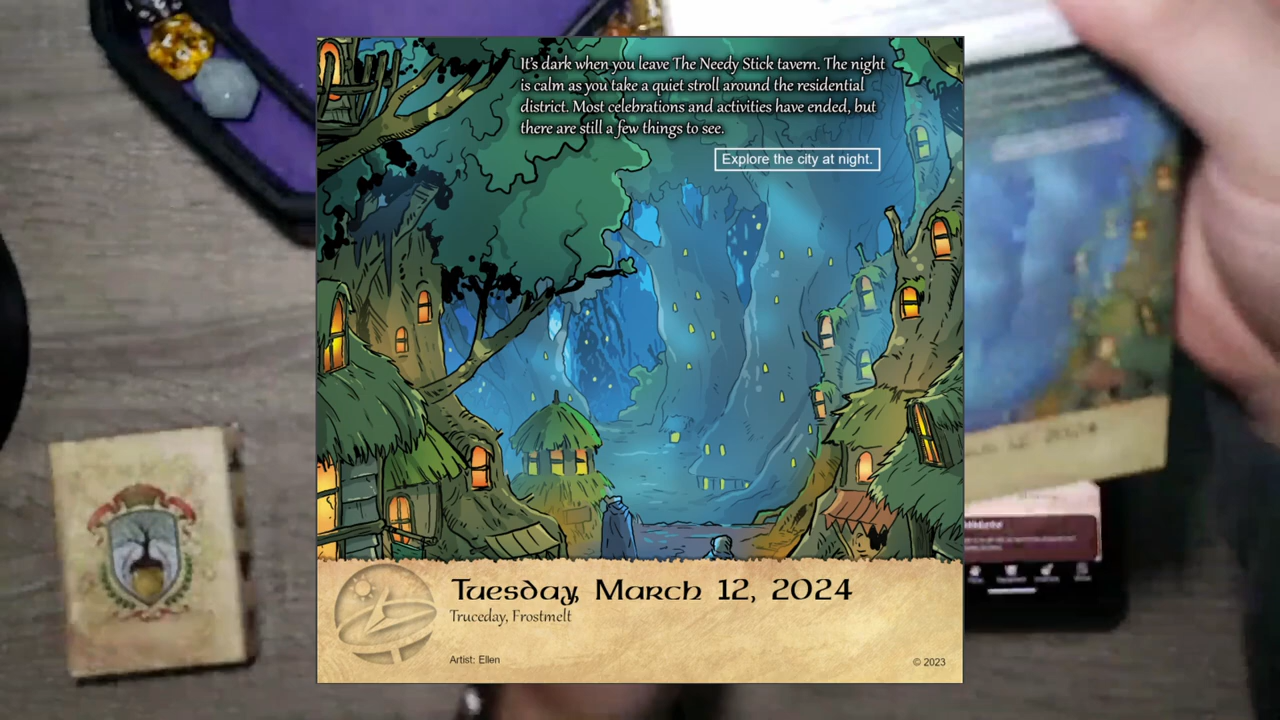 It's dark when you leave The Needy Stick tavern. The night
is calm as you take a quiet stroll around the residential
district. Most celebrations and activities have ended, but
there are still a few things to see.
Explore the city at night.
Tuesday, March 12, 2024
Truceday, Frostmelt
Artist: Ellen
© 2023